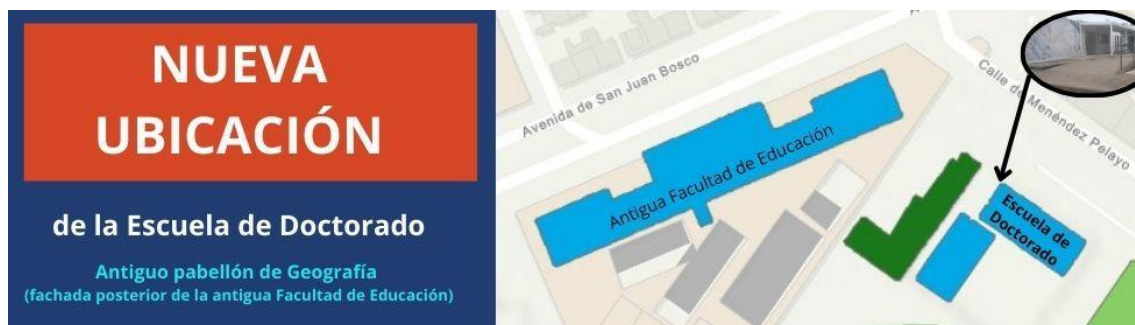 NUEVA
UBICACIÓN
de la Escuela de Doctorado
Antiguo pabellón de Geografía
(fachada posterior de la antigua Facultad de Educación)
Avenida de San Juan Bosco
Antigua Facultad de Educación
Calle de Menéndez Pelayo
Escuela de
Doctorado